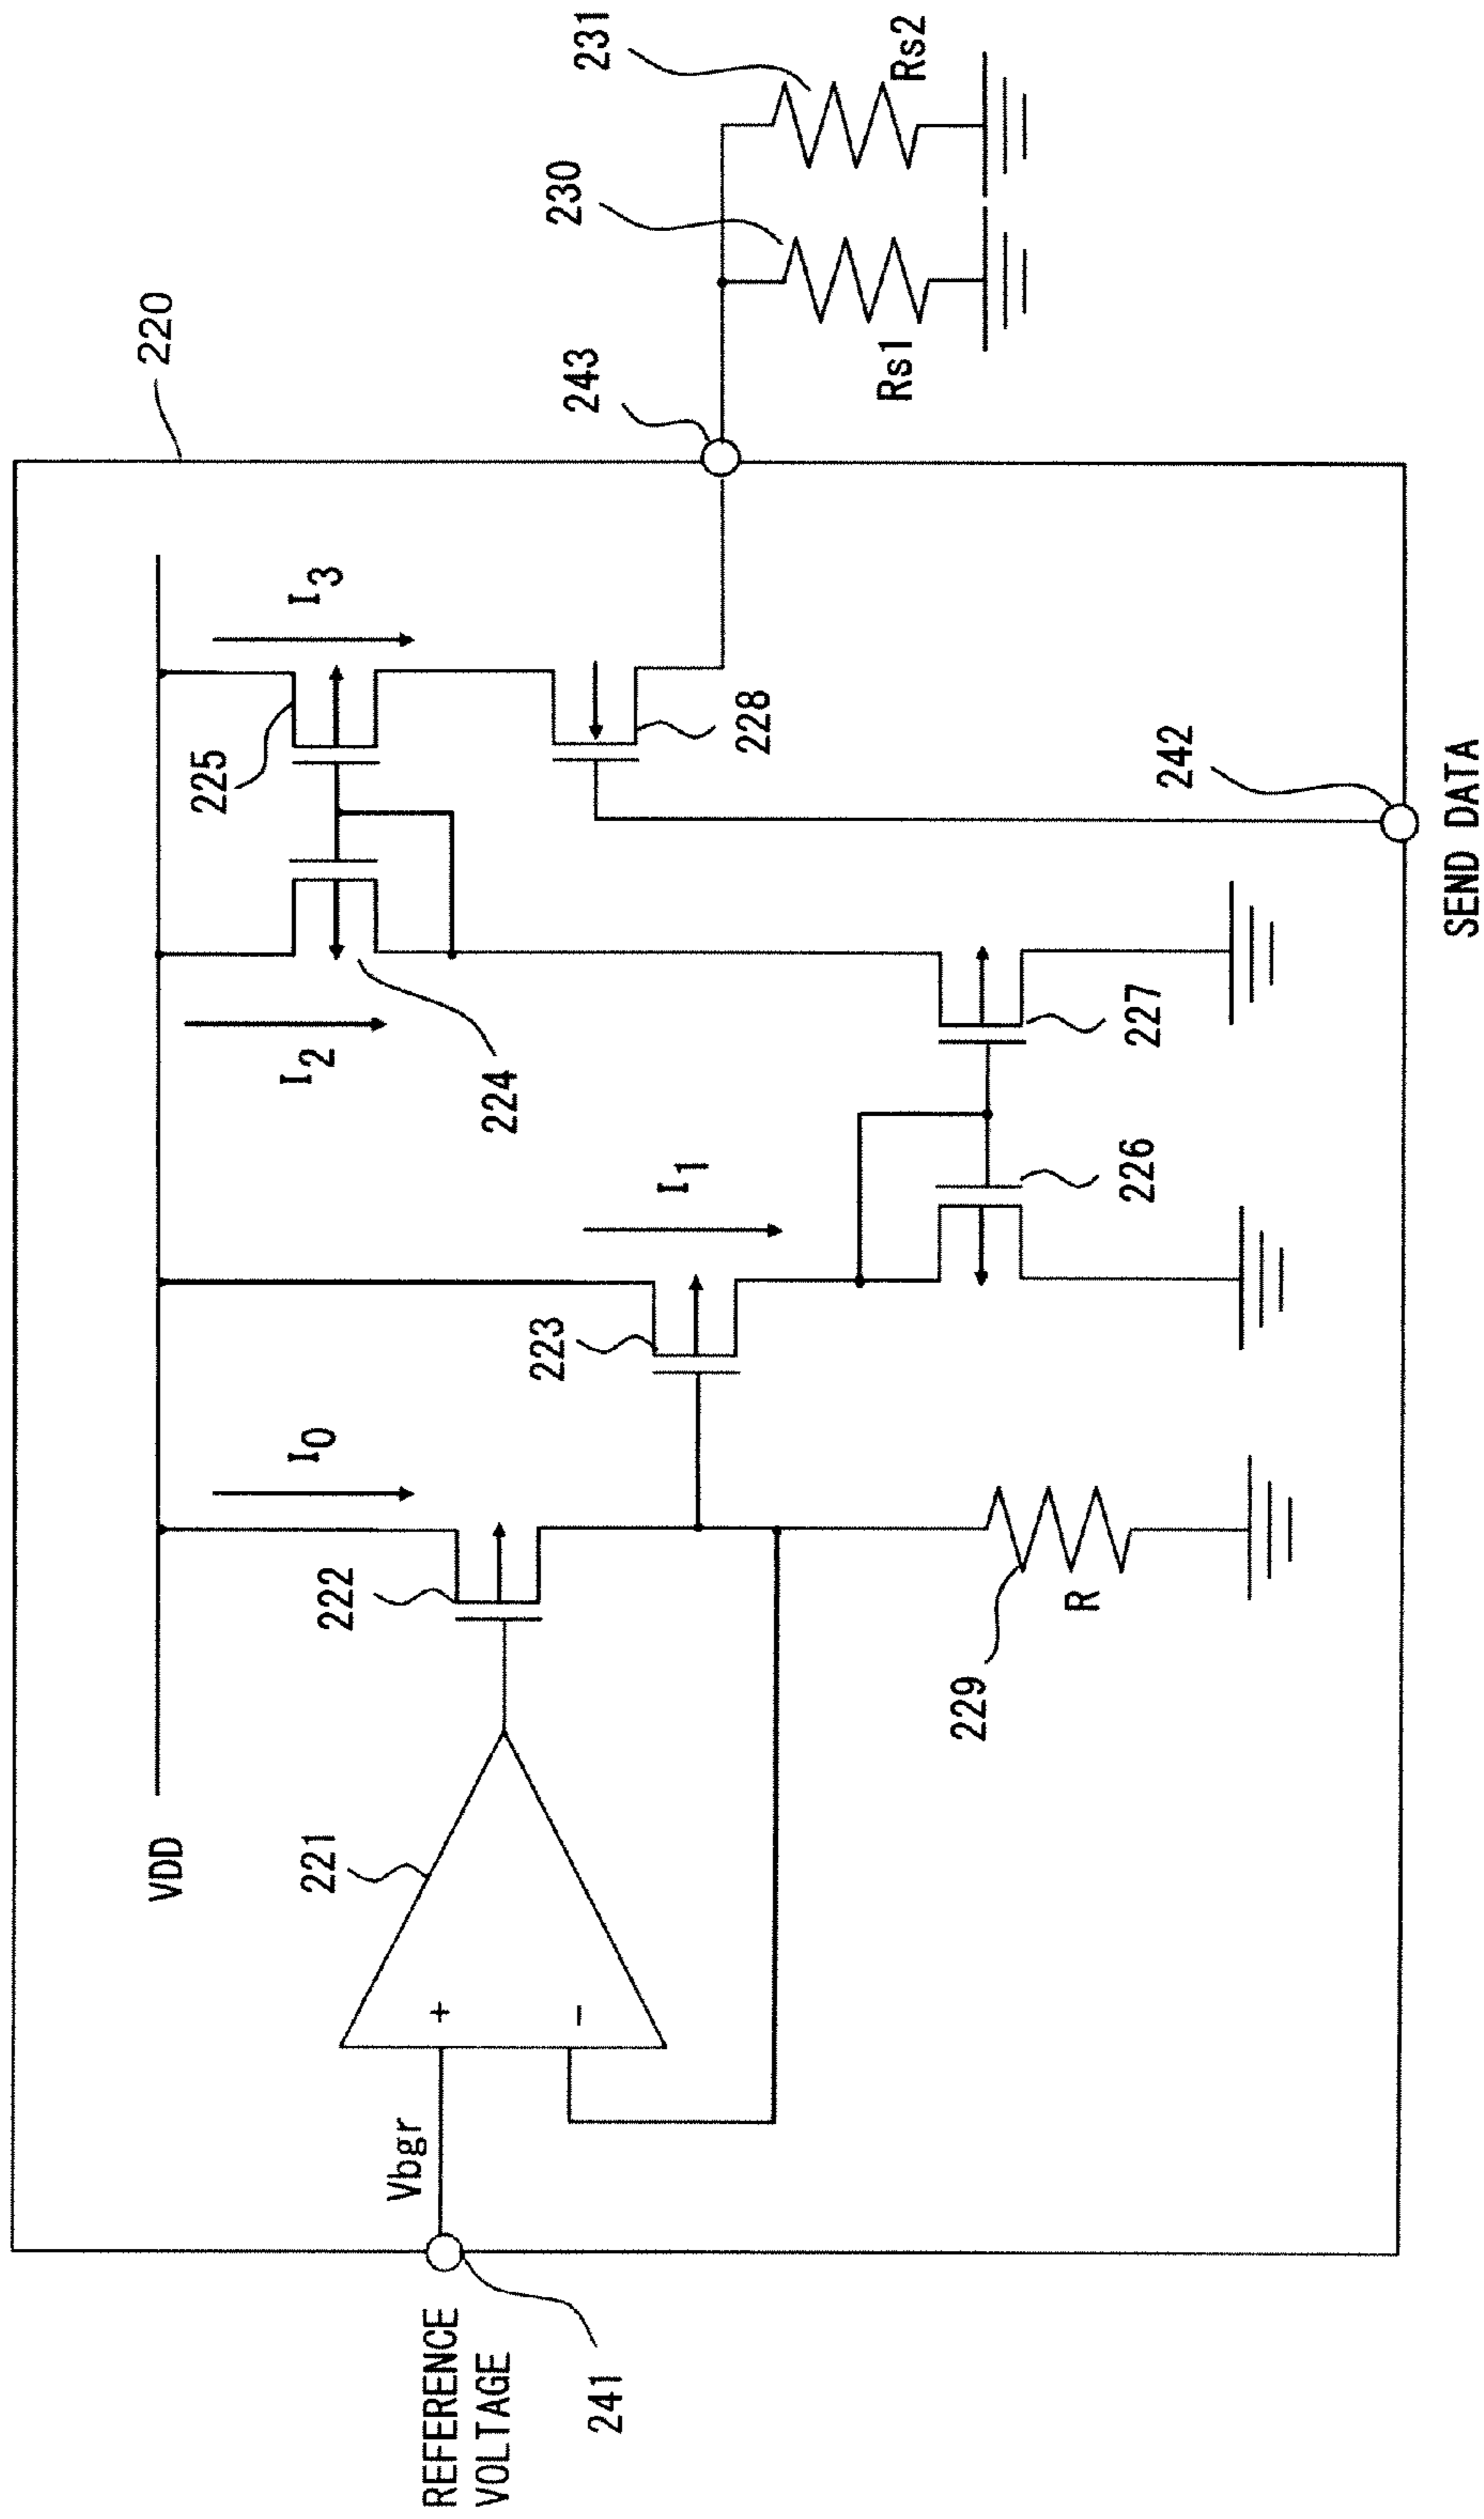 220
VDD
I0
I1
I2
I3
221
222
223
224
225
226
227
228
229
R
+
-
Vbgr
REFERENCE
VOLTAGE
241
242
SEND DATA
243
230
231
Rs1
Rs2